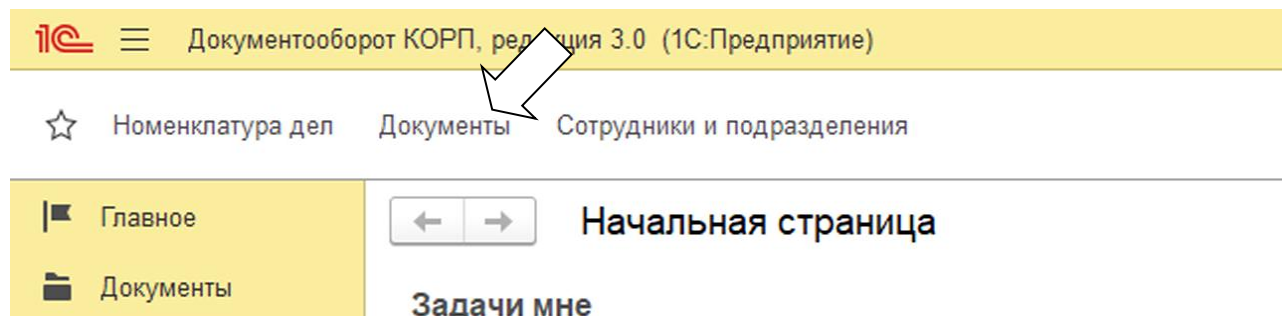 1С Документооборот КОРП, редакция 3.0 (1С:Предприятие)
Номенклатура дел Документы Сотрудники и подразделения
Главное
Начальная страница
Документы
Задачи мне